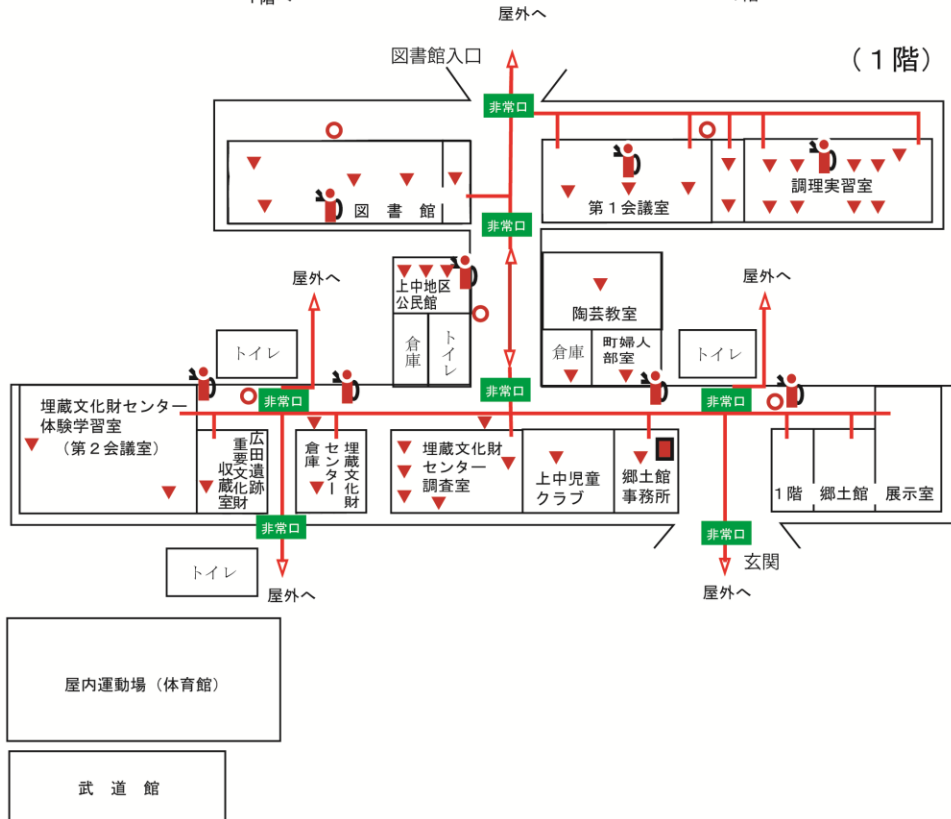 屋外へ
図書館入口
(１階)
非常口
図 書 館
第１会議室
調理実習室
非常口
屋外へ
上中地区
公民館
倉庫
トイレ
陶芸教室
倉庫
町婦人
部室
屋外へ
トイレ
トイレ
非常口
非常口
非常口
埋蔵文化財センター
体験学習室
（第２会議室）
広田遺跡
重要文化財
収蔵室
埋蔵文化財
センター
倉庫
埋蔵文化財
センター
調査室
上中児童
クラブ
郷土館
事務所
１階 郷土館 展示室
非常口
非常口
玄関
トイレ
屋外へ
屋外へ
屋内運動場（体育館）
武 道 館